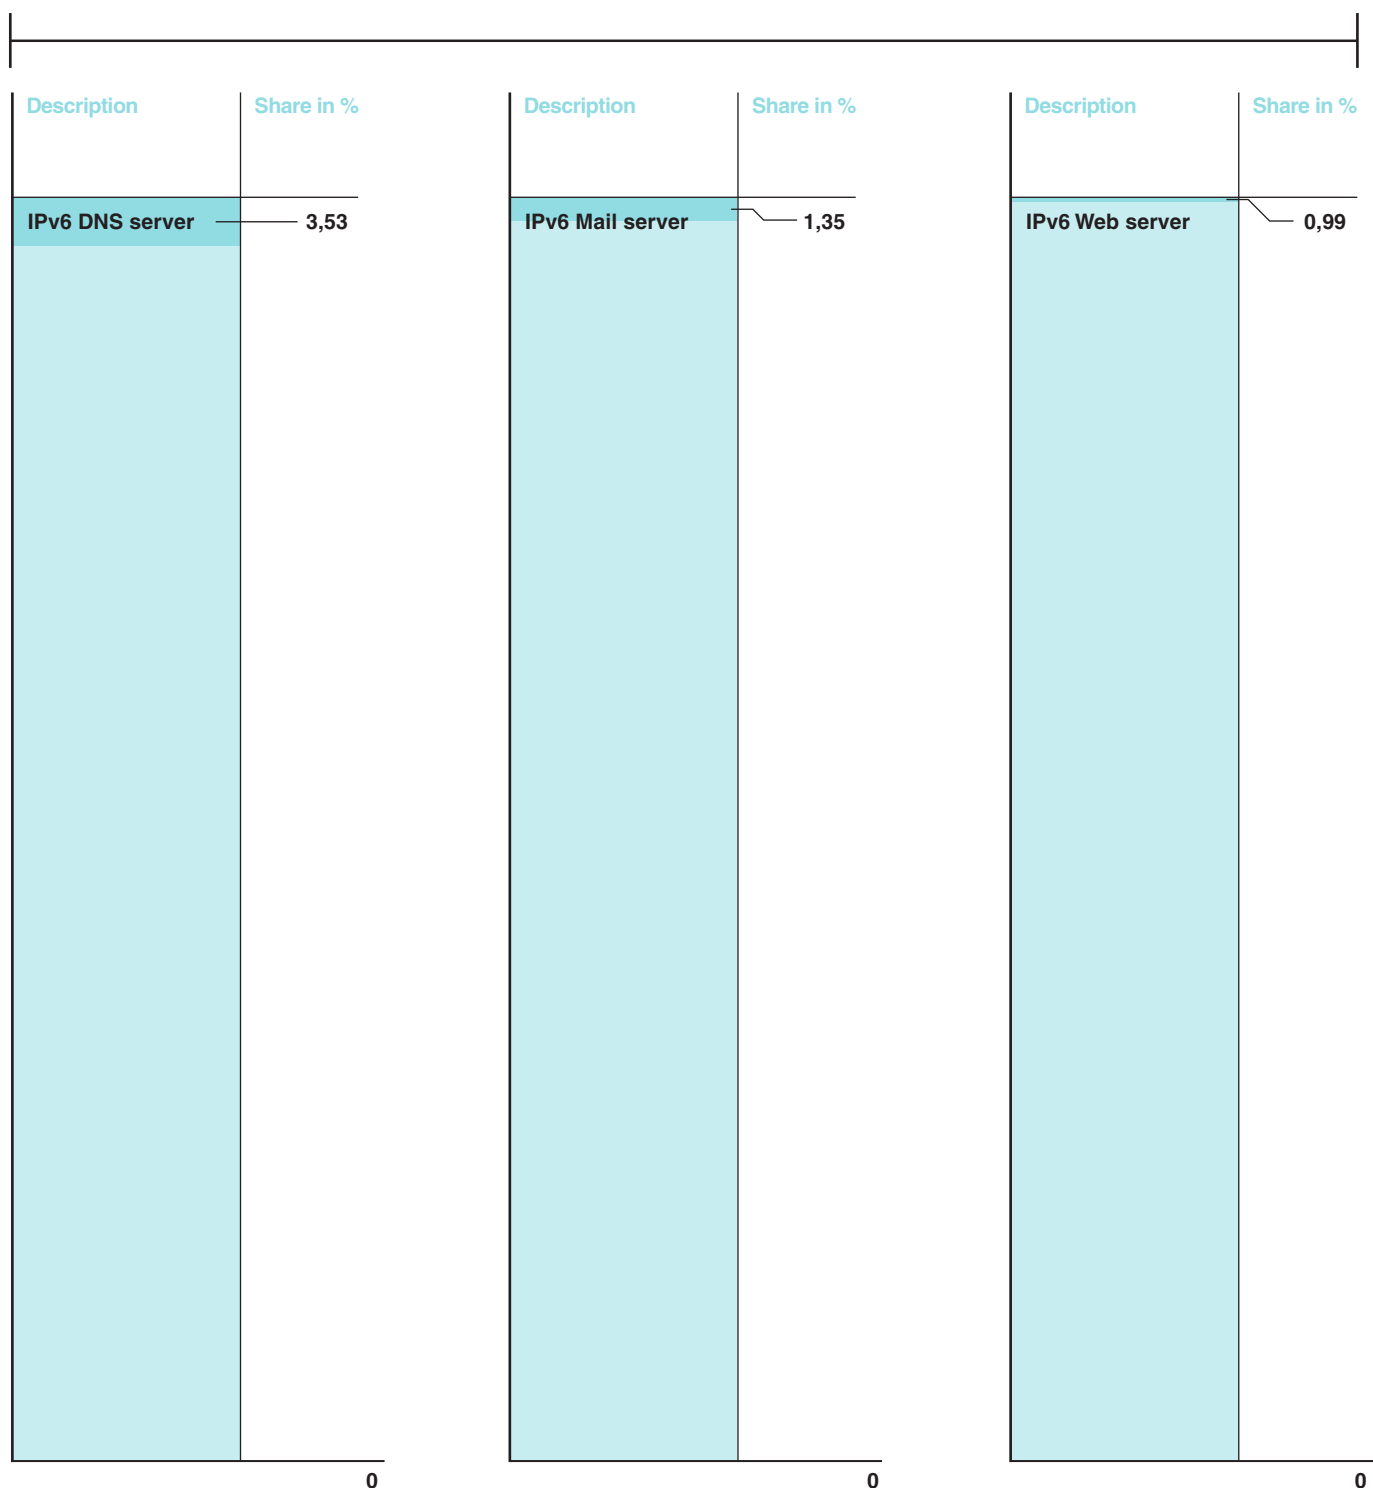 Description Share in % Description Share in % Description Share in %
IPv6 DNS server 3,53 IPv6 Mail server 1,35 IPv6 Web server 0,99
0 0 0